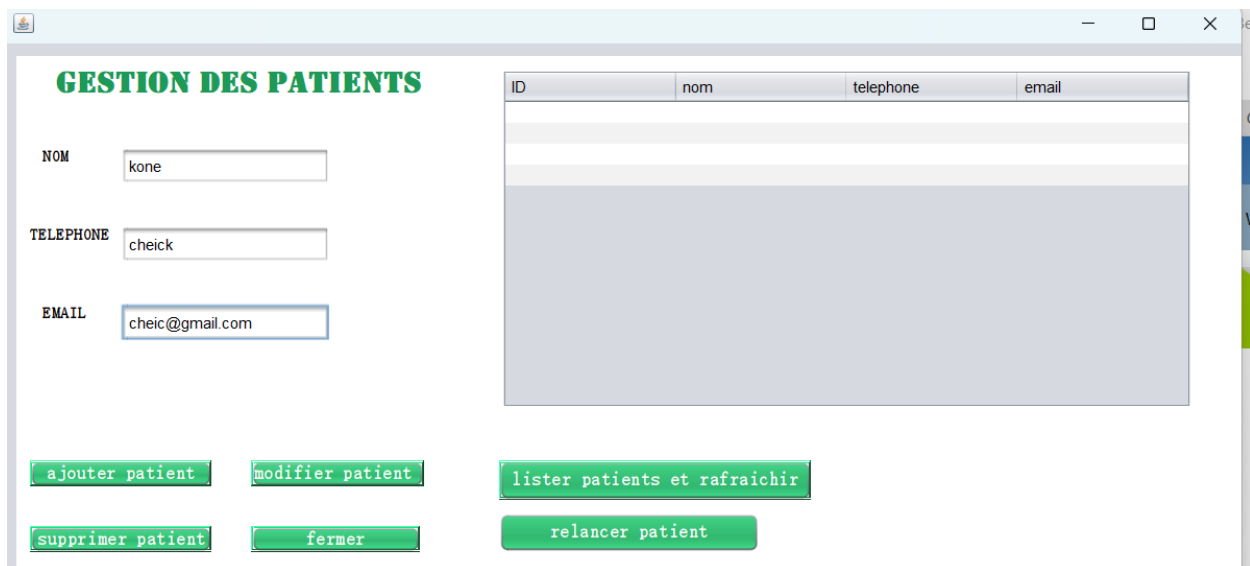 GESTION DES PATIENTS
ID nom telephone email
NOM kone
TELEPHONE cheick
EMAIL cheic@gmail.com
ajouter patient modifier patient lister patients et rafraichir
supprimer patient fermer relancer patient